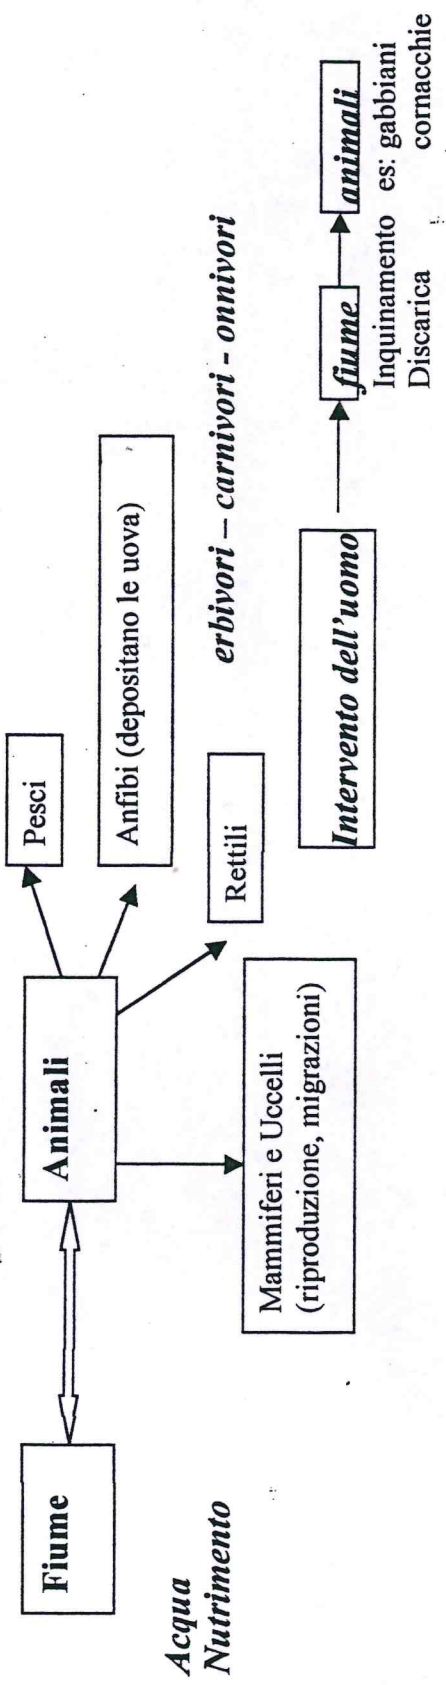 Fiume
Acqua
Nutrimento
Animali
Pesci
Anfibi (depositano le uova)
Rettili
Mammiferi e Uccelli
(riproduzione, migrazioni)
erbivori – carnivori - onnivori
Intervento dell'uomo
fiume
animali
Inquinamento es: gabbiani
Discarica cornacchie